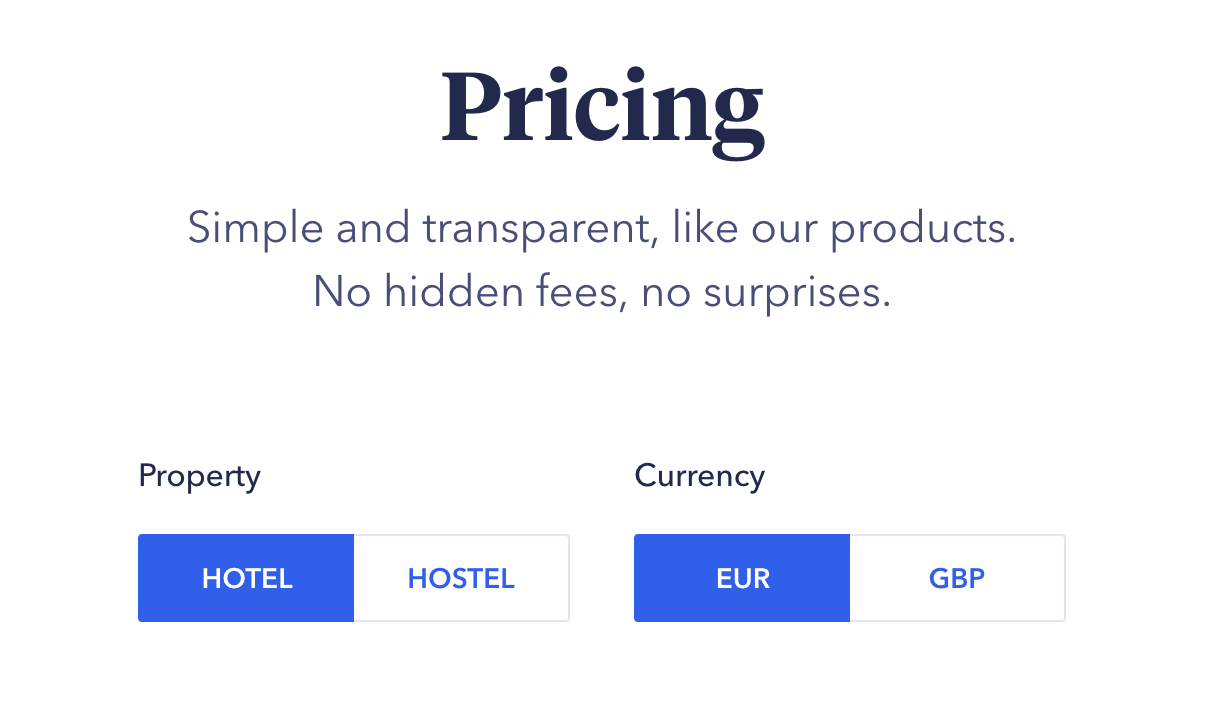 Pricing
Simple and transparent, like our products.
No hidden fees, no surprises.
Property
Currency
HOTEL
HOSTEL
EUR
GBP